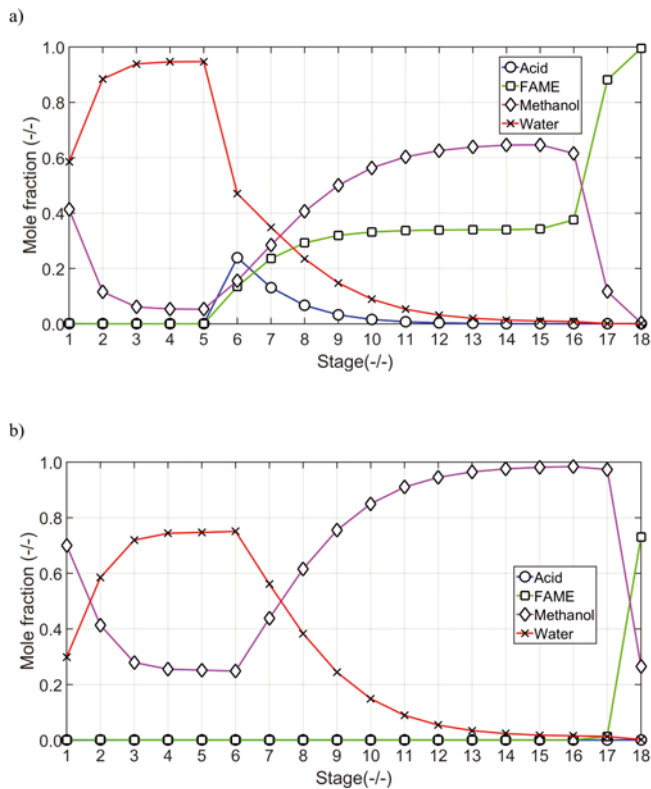 a)
Mole fraction (-/-)
1.0
0.8
0.6
0.4
0.2
0.0
Acid
FAME
Methanol
Water
1 2 3 4 5 6 7 8 9 10 11 12 13 14 15 16 17 18
Stage(-/-)
b)
Mole fraction (-/-)
1.0
0.8
0.6
0.4
0.2
0.0
Acid
FAME
Methanol
Water
1 2 3 4 5 6 7 8 9 10 11 12 13 14 15 16 17 18
Stage(-/-)